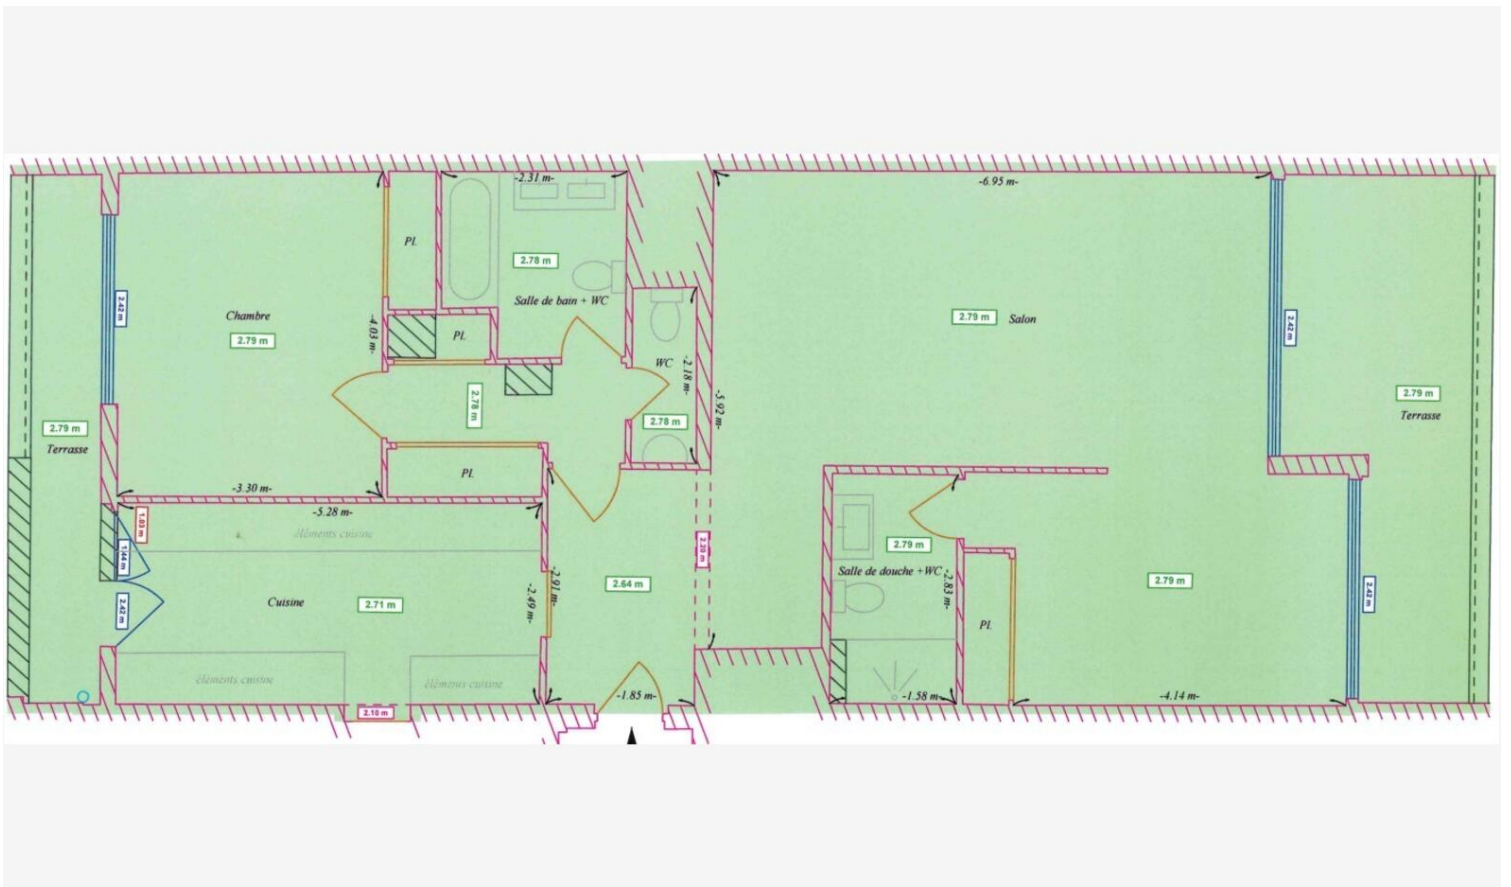 -2.31 m-
-6.95 m-
Pl.
2.78 m
Salle de bain + WC
2.42 m
Chambre
2.79 m
-4.03 m-
Pl.
WC
-2.18 m-
2.78 m
2.78 m
-5.92 m-
2.79 m
Salon
2.42 m
2.79 m
Terrasse
2.79 m
Terrasse
Pl.
-3.30 m-
-5.28 m-
1.03 m
éléments cuisine
1.44 m
2.42 m
Cuisine
2.71 m
-2.49 m-
-2.91 m-
2.64 m
2.20 m
2.79 m
Salle de douche +WC
-2.83 m-
Pl.
2.79 m
2.42 m
éléments cuisine
éléments cuisine
2.10 m
-1.85 m-
-1.58 m-
-4.14 m-